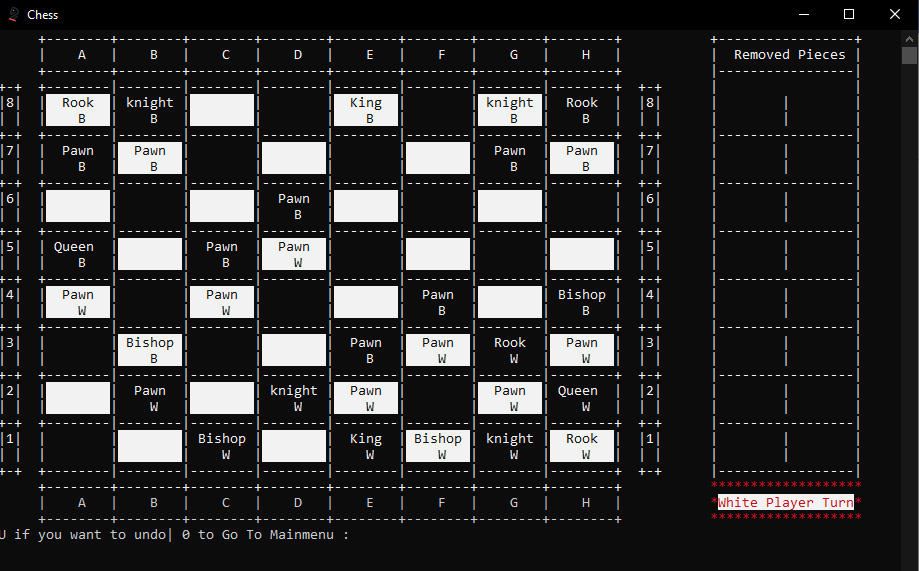 Chess
A B C D E F G H Removed Pieces
8 Rook knight King knight Rook 8
B B B B B
7 Pawn Pawn Pawn Pawn 7
B B B B
6 Pawn 6
B
5 Queen Pawn Pawn 5
B B W
4 Pawn Pawn Pawn Bishop 4
W W B B
3 Bishop Pawn Pawn Rook Pawn 3
B B W W W
2 Pawn knight Pawn Pawn Queen 2
W W W W W
1 Bishop King Bishop knight Rook 1
W W W W W
A B C D E F G H *White Player Turn*
U if you want to undo| 0 to Go To Mainmenu :